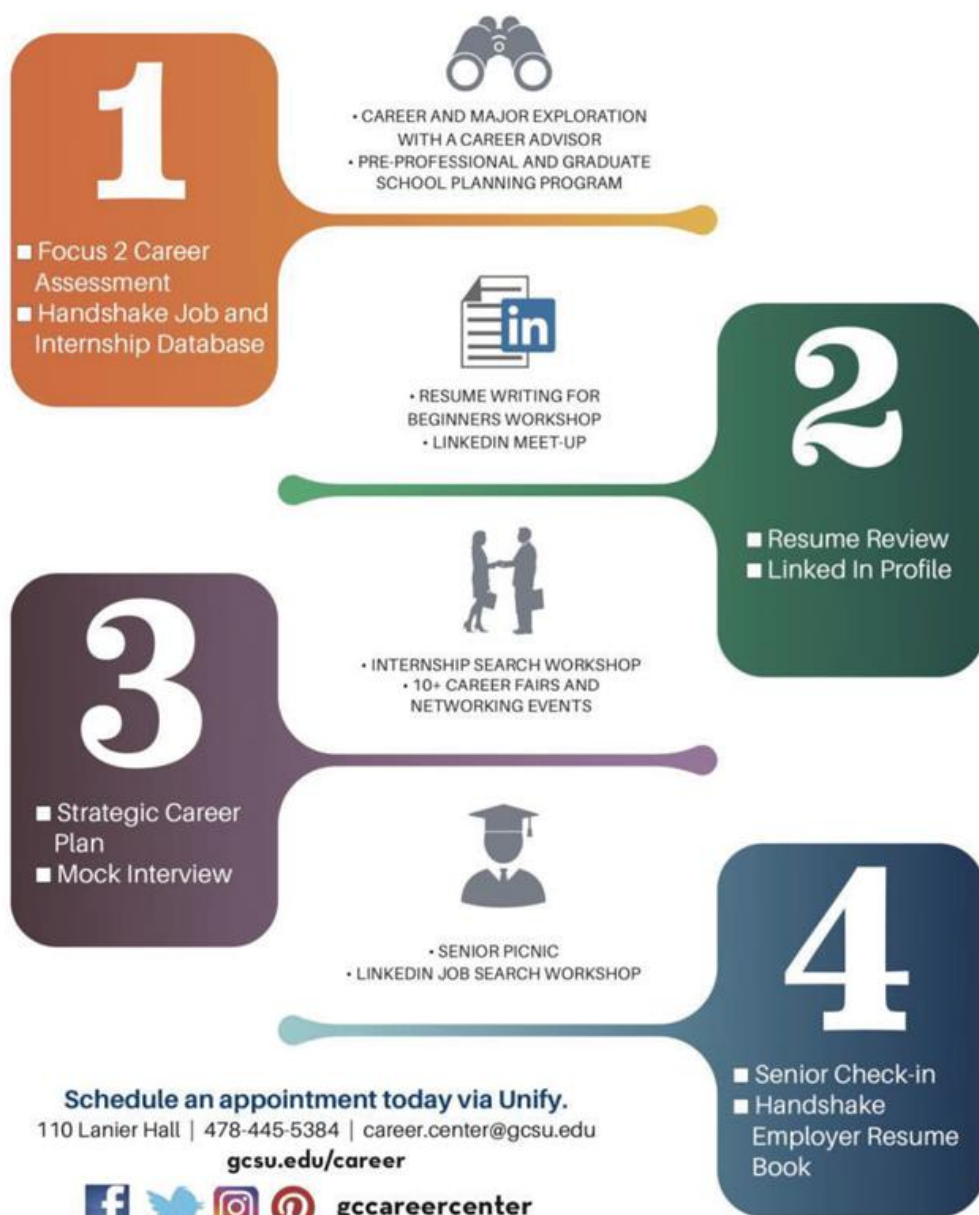 1
• CAREER AND MAJOR EXPLORATION
WITH A CAREER ADVISOR
• PRE-PROFESSIONAL AND GRADUATE
SCHOOL PLANNING PROGRAM
■ Focus 2 Career
Assessment
■ Handshake Job and
Internship Database
in
• RESUME WRITING FOR
BEGINNERS WORKSHOP
• LINKEDIN MEET-UP
2
■ Resume Review
■ Linked In Profile
3
• INTERNSHIP SEARCH WORKSHOP
• 10+ CAREER FAIRS AND
NETWORKING EVENTS
■ Strategic Career
Plan
■ Mock Interview
• SENIOR PICNIC
• LINKEDIN JOB SEARCH WORKSHOP
4
■ Senior Check-in
■ Handshake
Employer Resume
Book
Schedule an appointment today via Unify.
110 Lanier Hall | 478-445-5384 | career.center@gcsu.edu
gcsu.edu/career
gccareercenter